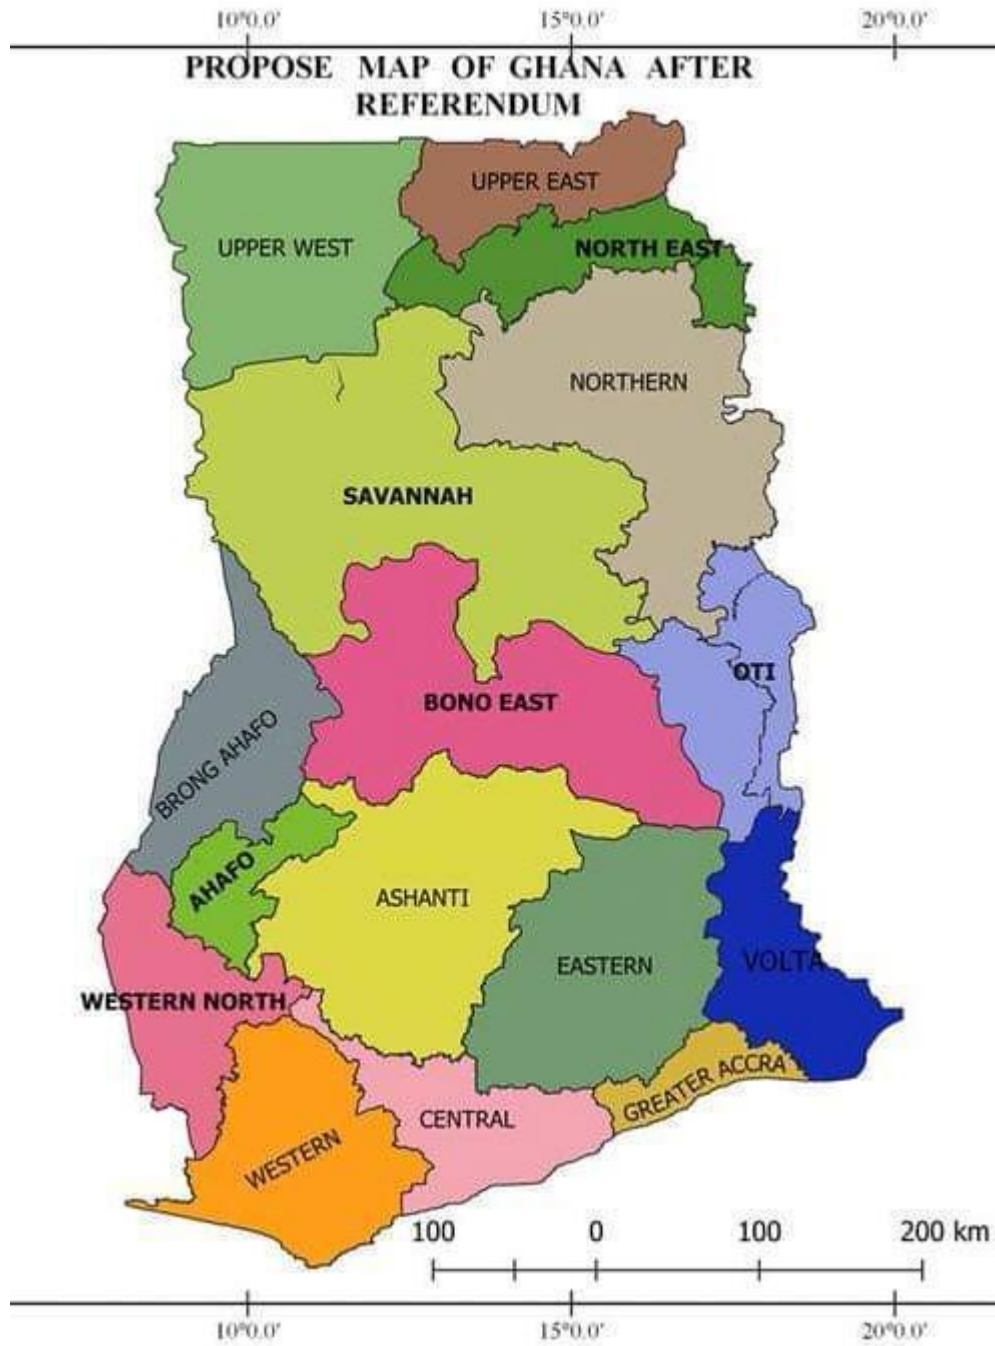 10°0.0' 15°0.0' 20°0.0'
PROPOSE MAP OF GHANA AFTER
REFERENDUM
UPPER EAST
UPPER WEST
NORTH EAST
NORTHERN
SAVANNAH
OTI
BONO EAST
BRONG AHAFO
AHAFO
ASHANTI
EASTERN
VOLTA
WESTERN NORTH
GREATER ACCRA
CENTRAL
WESTERN
100 0 100 200 km
10°0.0' 15°0.0' 20°0.0'